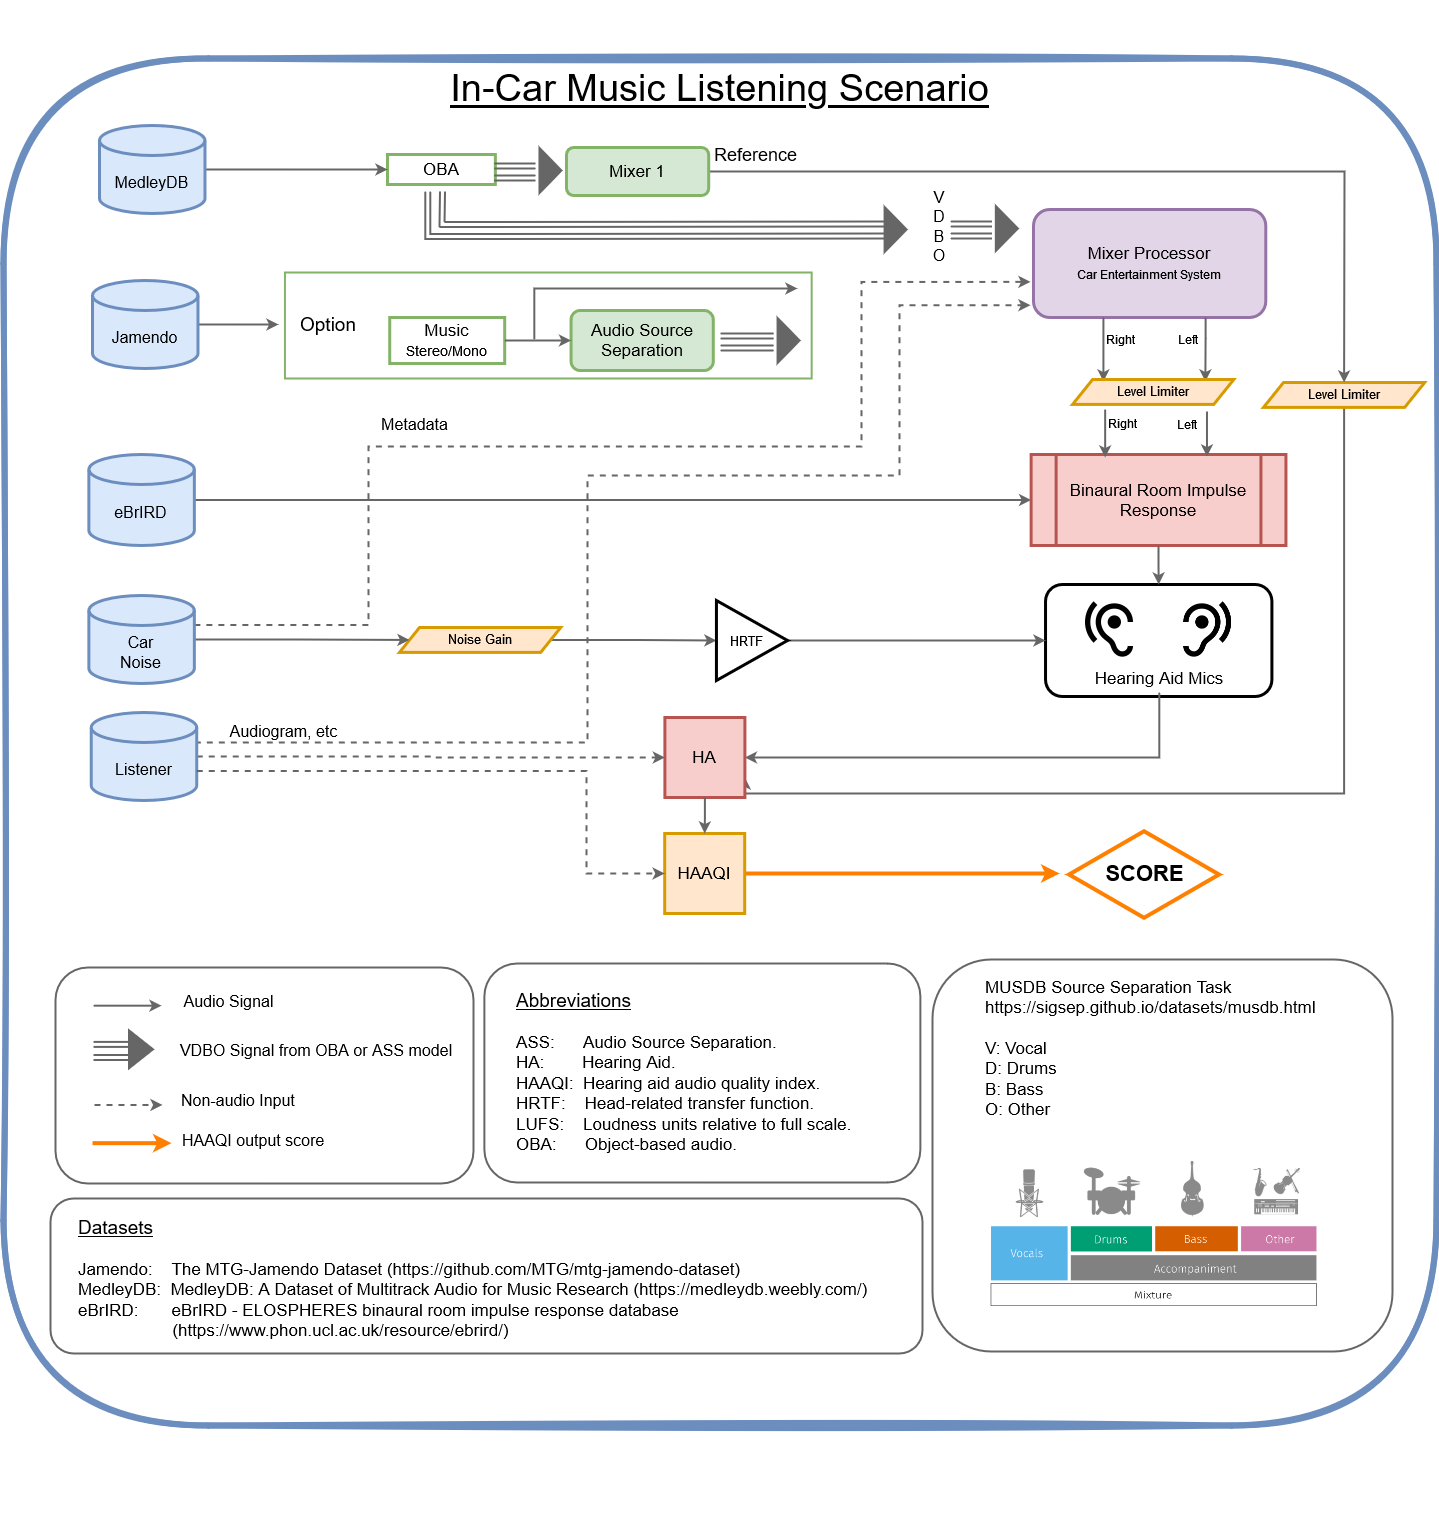 In-Car Music Listening Scenario
MedleyDB
OBA
Mixer 1
Reference
V
D
B
O
Mixer Processor
Car Entertainment System
Jamendo
Option
Music
Stereo/Mono
Audio Source
Separation
Right
Left
Level Limiter
Level Limiter
Right
Left
Metadata
eBrIRD
Binaural Room Impulse
Response
Car
Noise
Noise Gain
HRTF
Hearing Aid Mics
Audiogram, etc
Listener
HA
HAAQI
SCORE
Audio Signal
VDBO Signal from OBA or ASS model
Non-audio Input
HAAQI output score
Abbreviations
ASS: Audio Source Separation.
HA: Hearing Aid.
HAAQI: Hearing aid audio quality index.
HRTF: Head-related transfer function.
LUFS: Loudness units relative to full scale.
OBA: Object-based audio.
MUSDB Source Separation Task
https://sigsep.github.io/datasets/musdb.html
V: Vocal
D: Drums
B: Bass
O: Other
Vocals
Drums
Bass
Other
Accompaniment
Mixture
Datasets
Jamendo: The MTG-Jamendo Dataset (https://github.com/MTG/mtg-jamendo-dataset)
MedleyDB: MedleyDB: A Dataset of Multitrack Audio for Music Research (https://medleydb.weebly.com/)
eBrIRD: eBrIRD - ELOSPHERES binaural room impulse response database
(https://www.phon.ucl.ac.uk/resource/ebrird/)